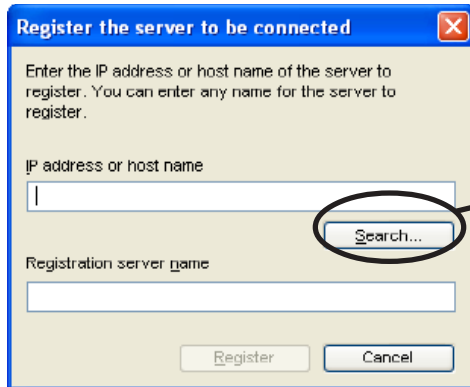 Register the server to be connected
Enter the IP address or host name of the server to
register. You can enter any name for the server to
register.
IP address or host name
Search...
Registration server name
Register
Cancel